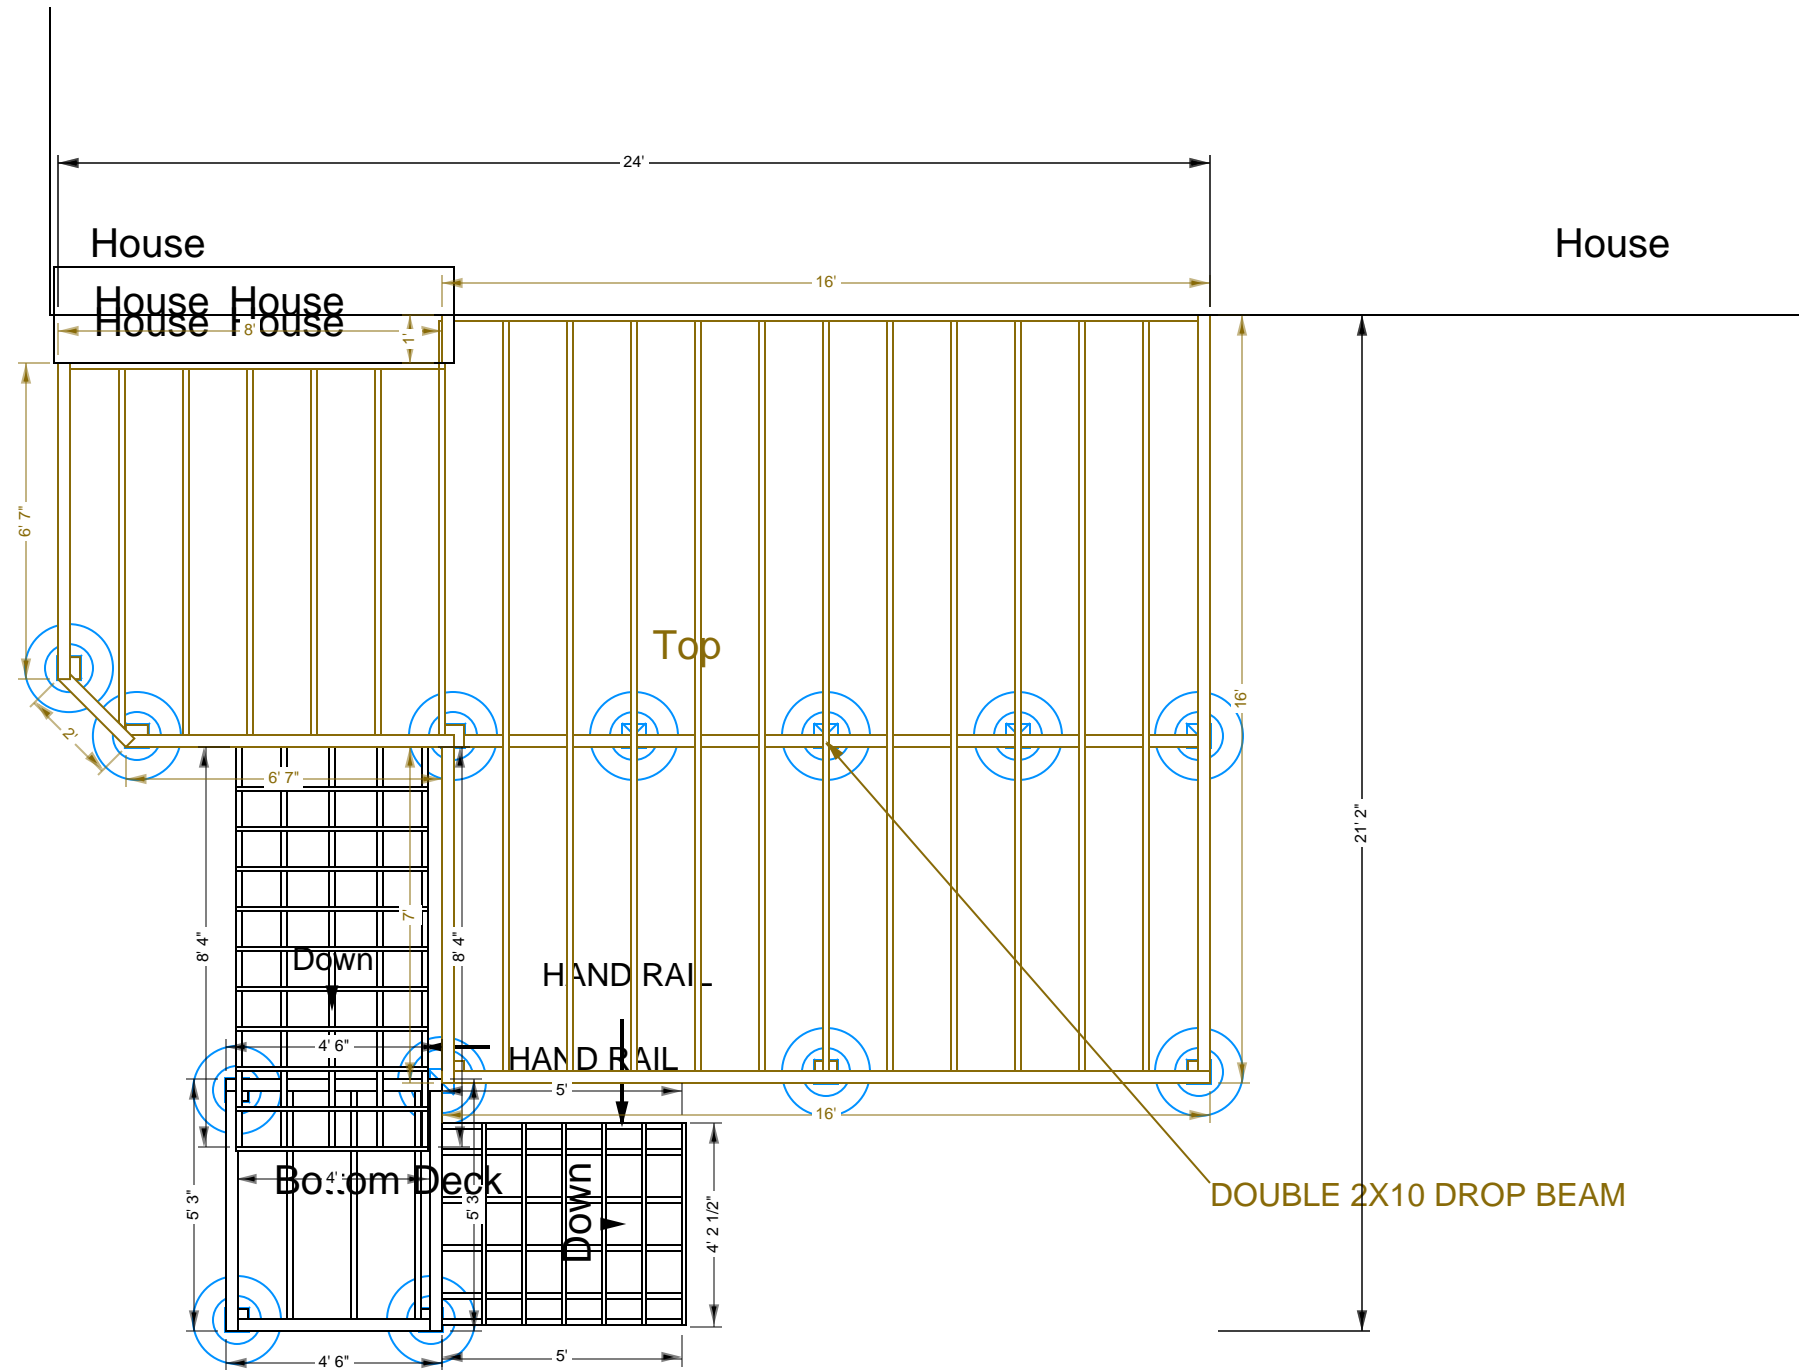 24'
House House
16'
House House
House House
8'
1'
6' 7"
Top
16'
2'
6' 7"
21' 2"
7'
8' 4"
8' 4"
Down
HAND RAIL
4' 6"
HAND RAIL
5'
16'
Bottom Deck
4'
5' 3"
5' 3"
Down
4' 2 1/2"
DOUBLE 2X10 DROP BEAM
4' 6"
5'